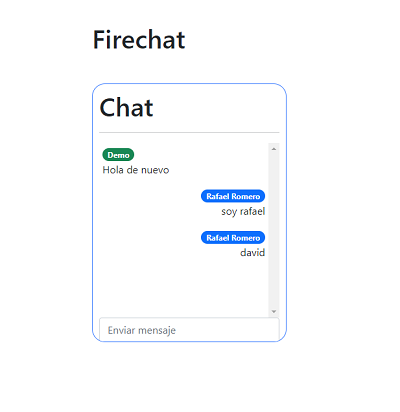 Firechat
Chat
Demo
Hola de nuevo
Rafael Romero
soy rafael
Rafael Romero
david
Enviar mensaje